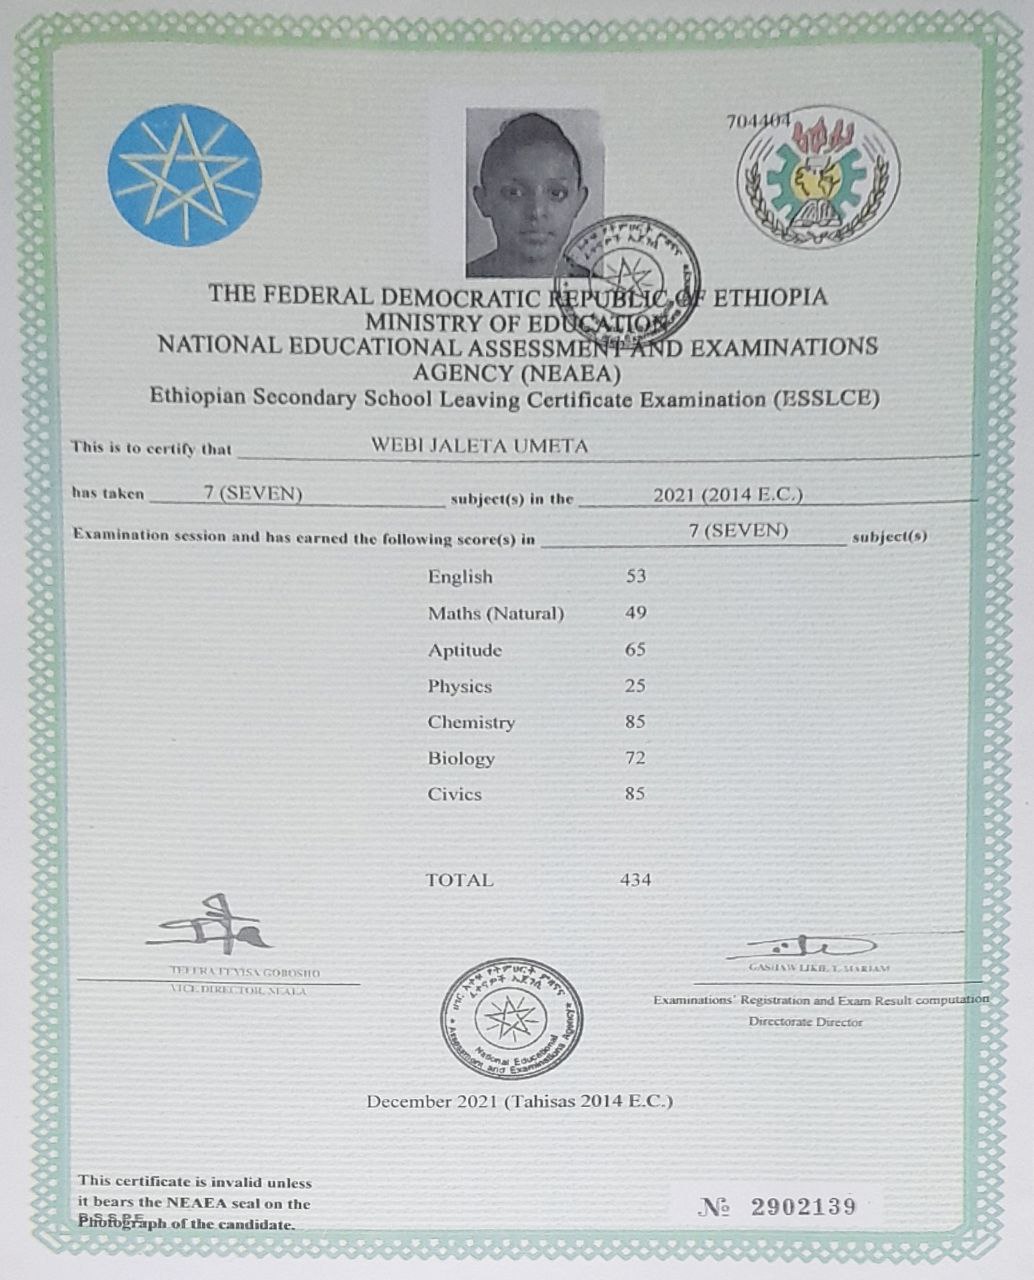 704404
THE FEDERAL DEMOCRATIC REPUBLIC OF ETHIOPIA
MINISTRY OF EDUCATION
NATIONAL EDUCATIONAL ASSESSMENT AND EXAMINATIONS
AGENCY (NEAEA)
Ethiopian Secondary School Leaving Certificate Examination (ESSLCE)
This is to certify that WEBI JALETA UMETA
has taken 7 (SEVEN) subject(s) in the 2021 (2014 E.C.)
Examination session and has earned the following score(s) in 7 (SEVEN) subject(s)
English 53
Maths (Natural) 49
Aptitude 65
Physics 25
Chemistry 85
Biology 72
Civics 85
TOTAL 434
TEFERA FEYISA GOBOSHO
VICE DIRECTOR, NEAEA
GASHAW LIKIE T. MARIAM
Examinations' Registration and Exam Result computation
Directorate Director
National Educational
Assessment and Examinations Agency
December 2021 (Tahisas 2014 E.C.)
This certificate is invalid unless
it bears the NEAEA seal on the
Photograph of the candidate.
№ 2902139